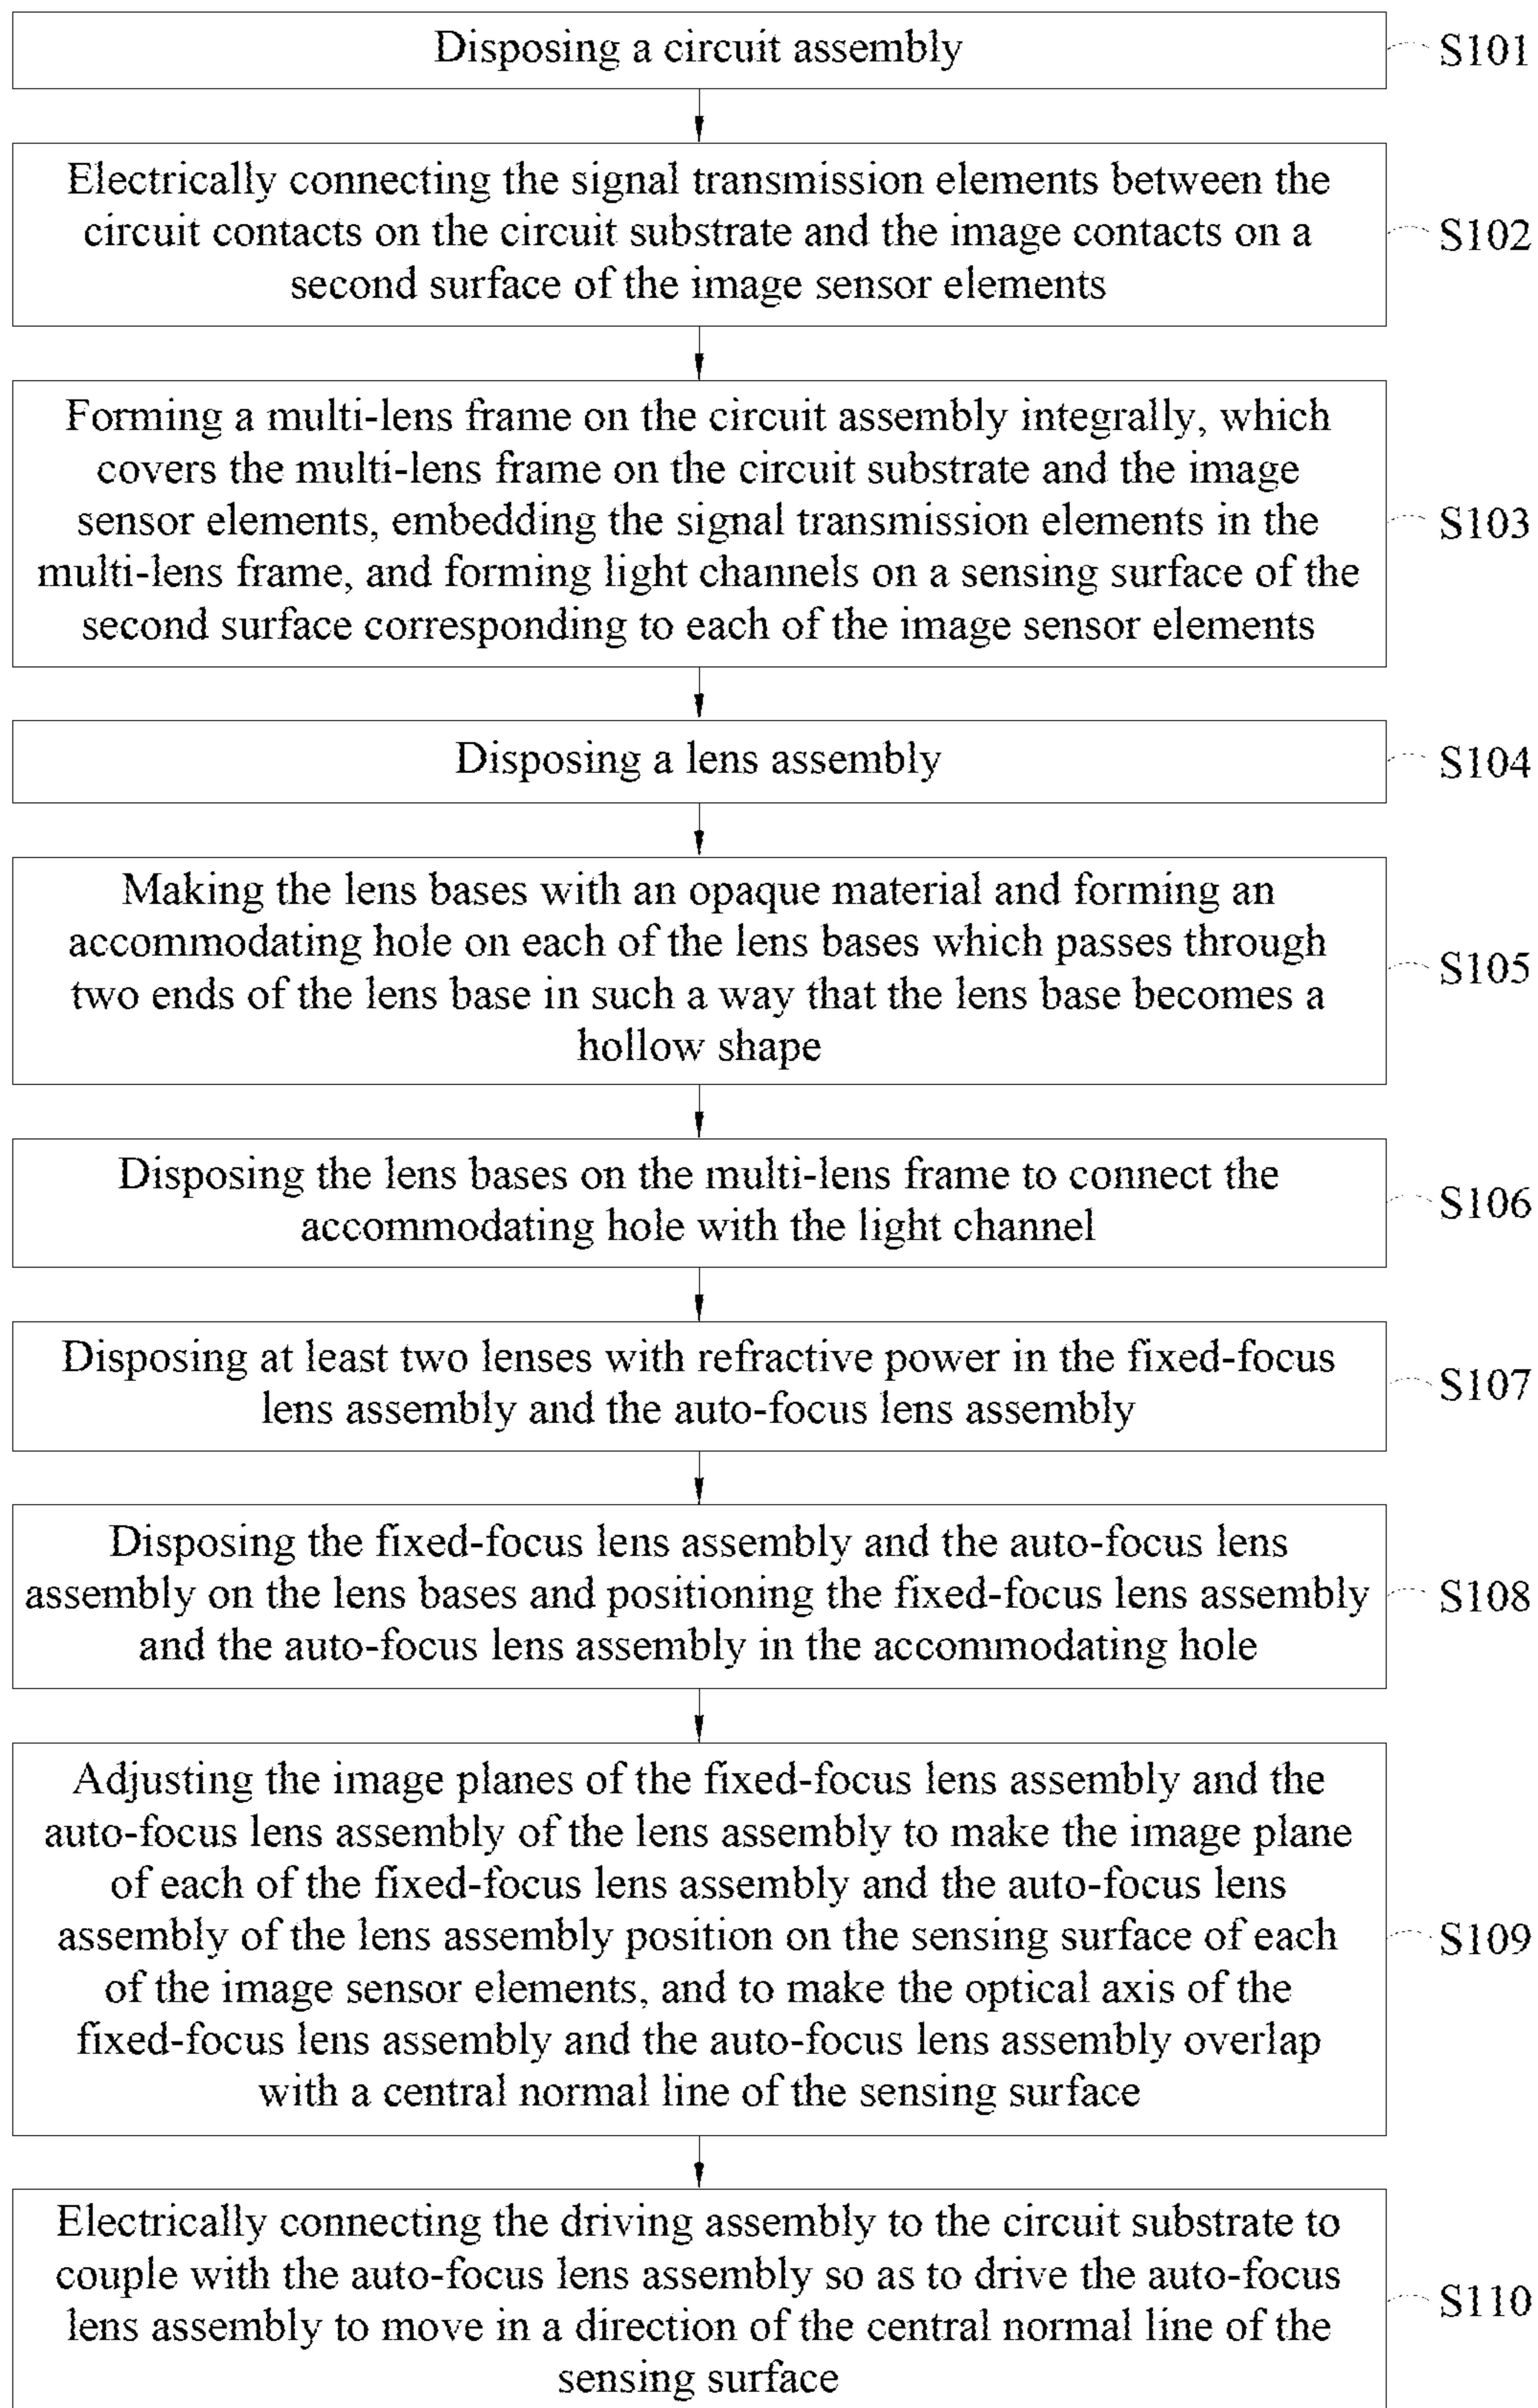 Disposing a circuit assembly
S101
Electrically connecting the signal transmission elements between the
circuit contacts on the circuit substrate and the image contacts on a
second surface of the image sensor elements
S102
Forming a multi-lens frame on the circuit assembly integrally, which
covers the multi-lens frame on the circuit substrate and the image
sensor elements, embedding the signal transmission elements in the
multi-lens frame, and forming light channels on a sensing surface of the
second surface corresponding to each of the image sensor elements
S103
Disposing a lens assembly
S104
Making the lens bases with an opaque material and forming an
accommodating hole on each of the lens bases which passes through
two ends of the lens base in such a way that the lens base becomes a
hollow shape
S105
Disposing the lens bases on the multi-lens frame to connect the
accommodating hole with the light channel
S106
Disposing at least two lenses with refractive power in the fixed-focus
lens assembly and the auto-focus lens assembly
S107
Disposing the fixed-focus lens assembly and the auto-focus lens
assembly on the lens bases and positioning the fixed-focus lens assembly
and the auto-focus lens assembly in the accommodating hole
S108
Adjusting the image planes of the fixed-focus lens assembly and the
auto-focus lens assembly of the lens assembly to make the image plane
of each of the fixed-focus lens assembly and the auto-focus lens
assembly of the lens assembly position on the sensing surface of each
of the image sensor elements, and to make the optical axis of the
fixed-focus lens assembly and the auto-focus lens assembly overlap
with a central normal line of the sensing surface
S109
Electrically connecting the driving assembly to the circuit substrate to
couple with the auto-focus lens assembly so as to drive the auto-focus
lens assembly to move in a direction of the central normal line of the
sensing surface
S110